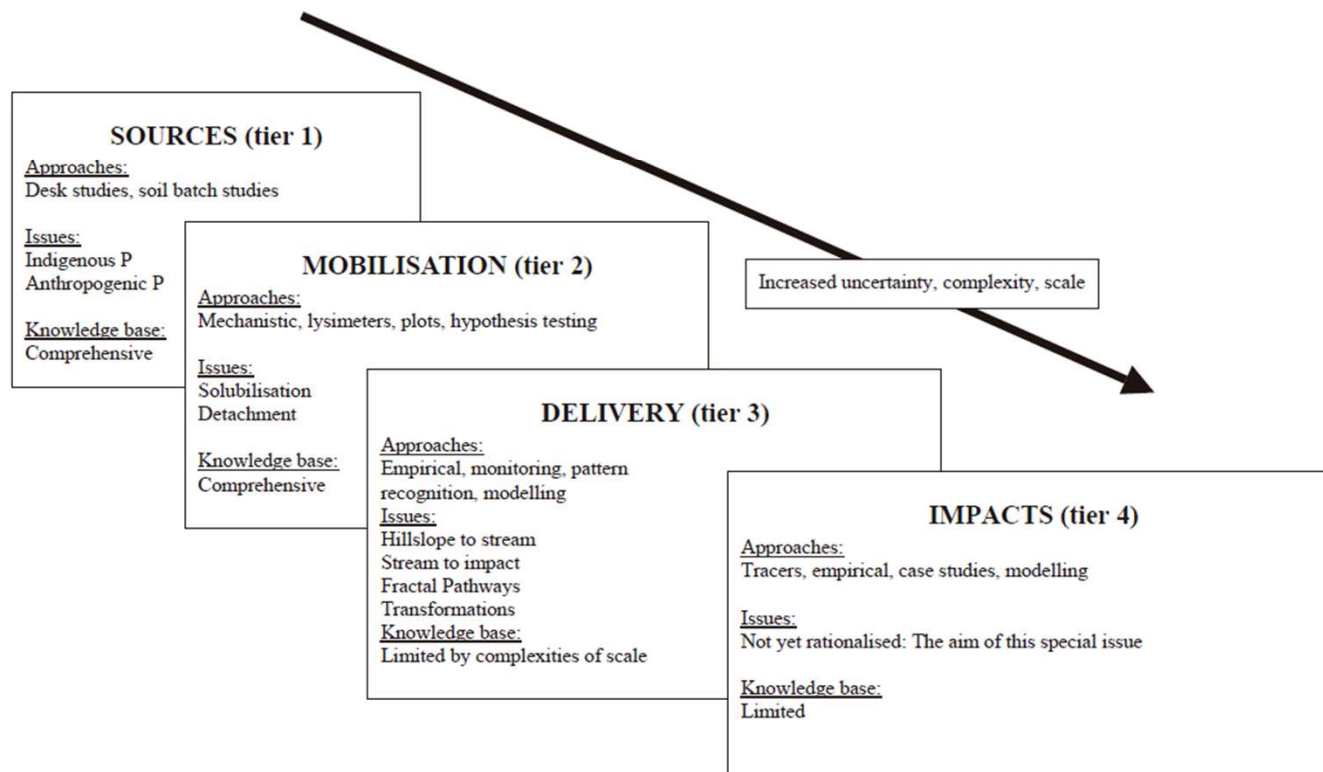 SOURCES (tier 1)
Approaches:
Desk studies, soil batch studies
Issues:
Indigenous P
Anthropogenic P
Knowledge base:
Comprehensive
MOBILISATION (tier 2)
Approaches:
Mechanistic, lysimeters, plots, hypothesis testing
Issues:
Solubilisation
Detachment
Knowledge base:
Comprehensive
Increased uncertainty, complexity, scale
DELIVERY (tier 3)
Approaches:
Empirical, monitoring, pattern
recognition, modelling
Issues:
Hillslope to stream
Stream to impact
Fractal Pathways
Transformations
Knowledge base:
Limited by complexities of scale
IMPACTS (tier 4)
Approaches:
Tracers, empirical, case studies, modelling
Issues:
Not yet rationalised: The aim of this special issue
Knowledge base:
Limited